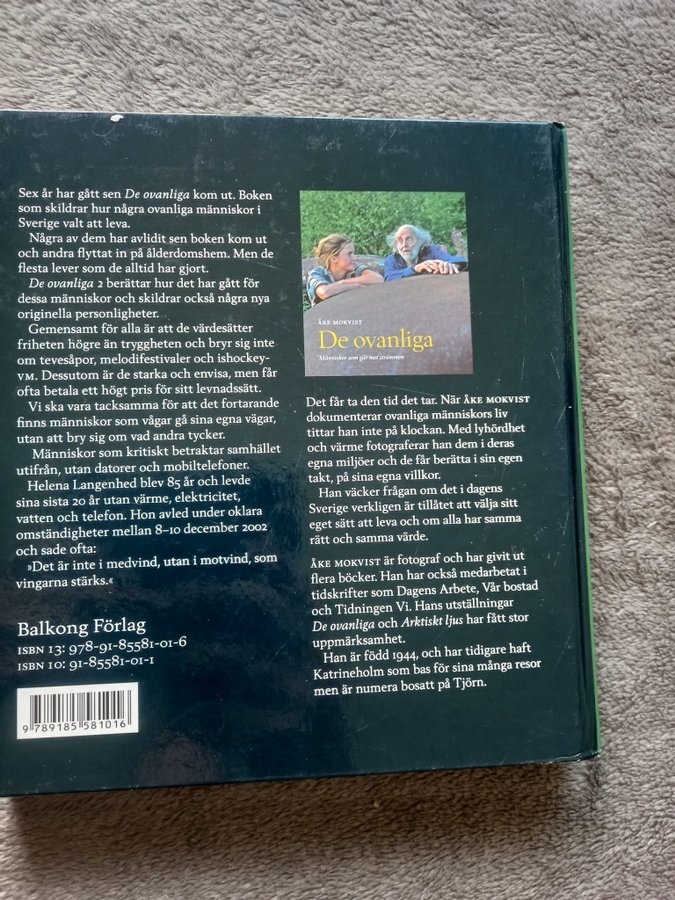 Sex år har gått sen De ovanliga kom ut. Boken
som skildrar hur några ovanliga människor i
Sverige valt att leva.
Några av dem har avlidit sen boken kom ut
och andra flyttat in på ålderdomshem. Men de
flesta lever som de alltid har gjort.
De ovanliga 2 berättar hur det har gått för
dessa människor och skildrar också några nya
originella personligheter.
Gemensamt för alla är att de värdesätter
friheten högre än tryggheten och bryr sig inte
om tevesåpor, melodifestivaler och ishockey-
VM. Dessutom är de starka och envisa, men får
ofta betala ett högt pris för sitt levnadssätt.
Vi ska vara tacksamma för att det fortarande
finns människor som vågar gå sina egna vägar,
utan att bry sig om vad andra tycker.
Människor som kritiskt betraktar samhället
utifrån, utan datorer och mobiltelefoner.
Helena Langenhed blev 85 år och levde
sina sista 20 år utan värme, elektricitet,
vatten och telefon. Hon avled under oklara
omständigheter mellan 8–10 december 2002
och sade ofta:
»Det är inte i medvind, utan i motvind, som
vingarna stärks.«
Balkong Förlag
ISBN 13: 978-91-85581-01-6
ISBN 10: 91-85581-01-1
9 789185 581016
ÅKE MOKVIST
De ovanliga
Människor som går mot strömmen
Det får ta den tid det tar. När ÅKE MOKVIST
dokumenterar ovanliga människors liv
tittar han inte på klockan. Med lyhördhet
och värme fotograferar han dem i deras
egna miljöer och de får berätta i sin egen
takt, på sina egna villkor.
Han väcker frågan om det i dagens
Sverige verkligen är tillåtet att välja sitt
eget sätt att leva och om alla har samma
rätt och samma värde.
ÅKE MOKVIST är fotograf och har givit ut
flera böcker. Han har också medarbetat i
tidskrifter som Dagens Arbete, Vår bostad
och Tidningen Vi. Hans utställningar
De ovanliga och Arktiskt ljus har fått stor
uppmärksamhet.
Han är född 1944, och har tidigare haft
Katrineholm som bas för sina många resor
men är numera bosatt på Tjörn.